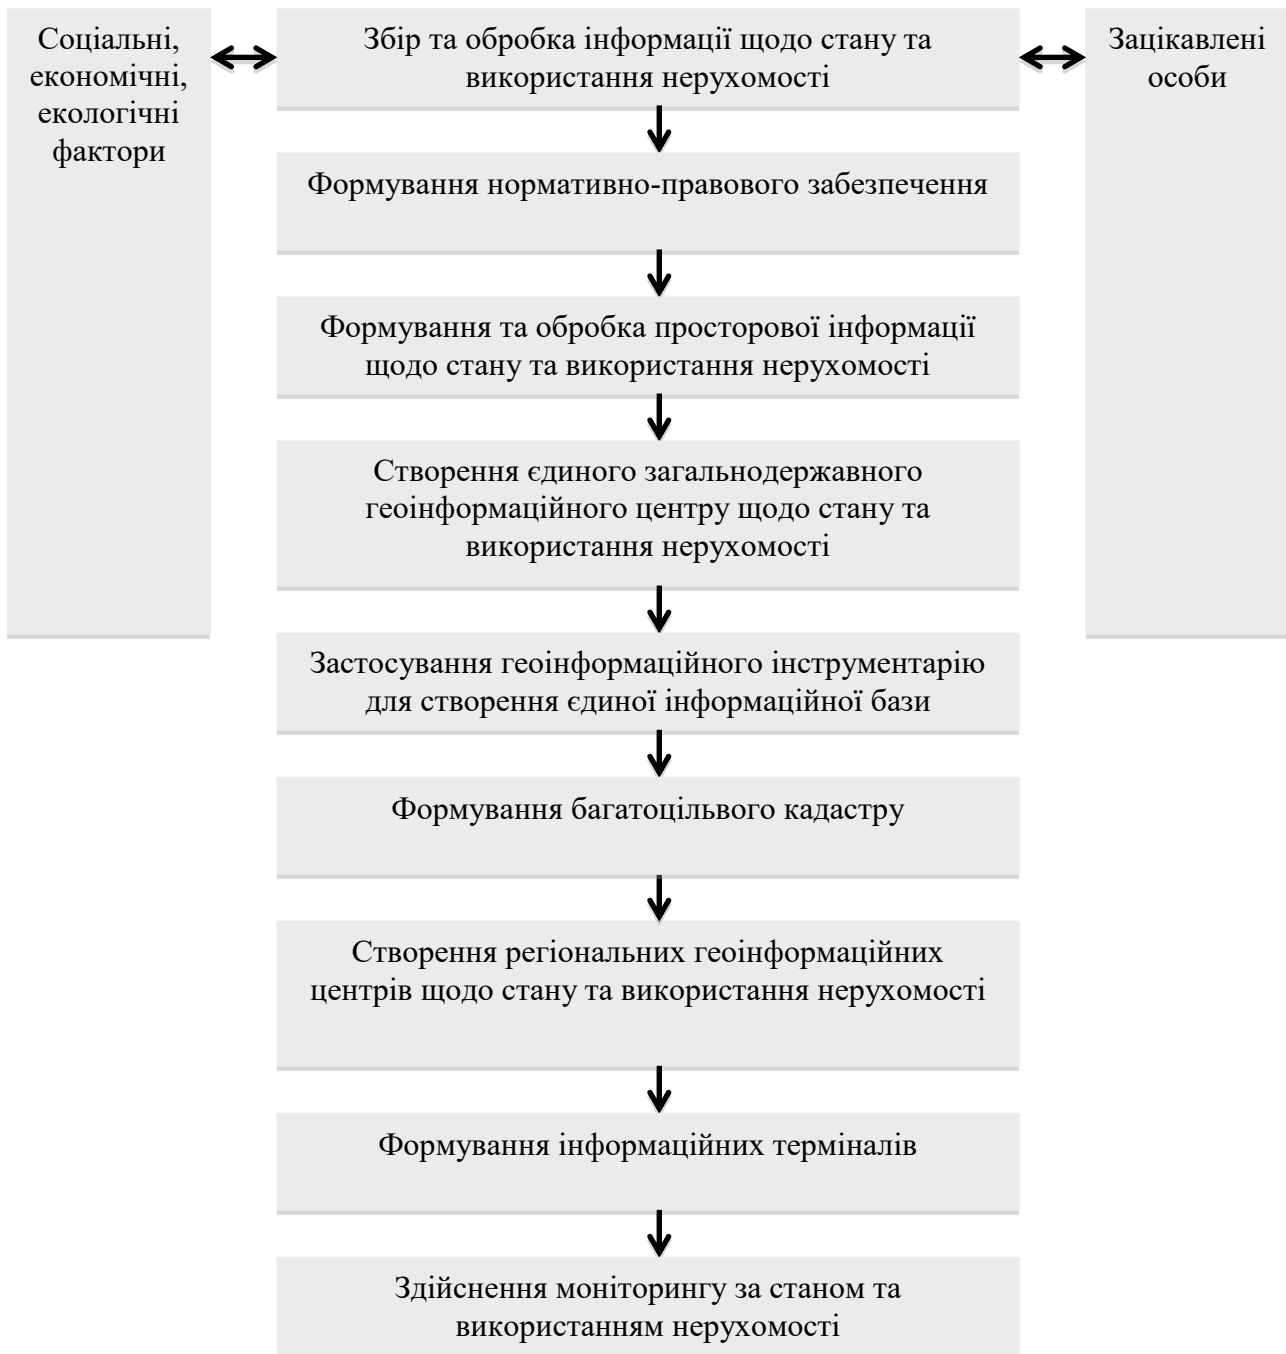 Соціальні,
економічні,
екологічні
фактори
Збір та обробка інформації щодо стану та
використання нерухомості
Зацікавлені
особи
Формування нормативно-правового забезпечення
Формування та обробка просторової інформації
щодо стану та використання нерухомості
Створення єдиного загальнодержавного
геоінформаційного центру щодо стану та
використання нерухомості
Застосування геоінформаційного інструментарію
для створення єдиної інформаційної бази
Формування багатоцільвого кадастру
Створення регіональних геоінформаційних
центрів щодо стану та використання нерухомості
Формування інформаційних терміналів
Здійснення моніторингу за станом та
використанням нерухомості